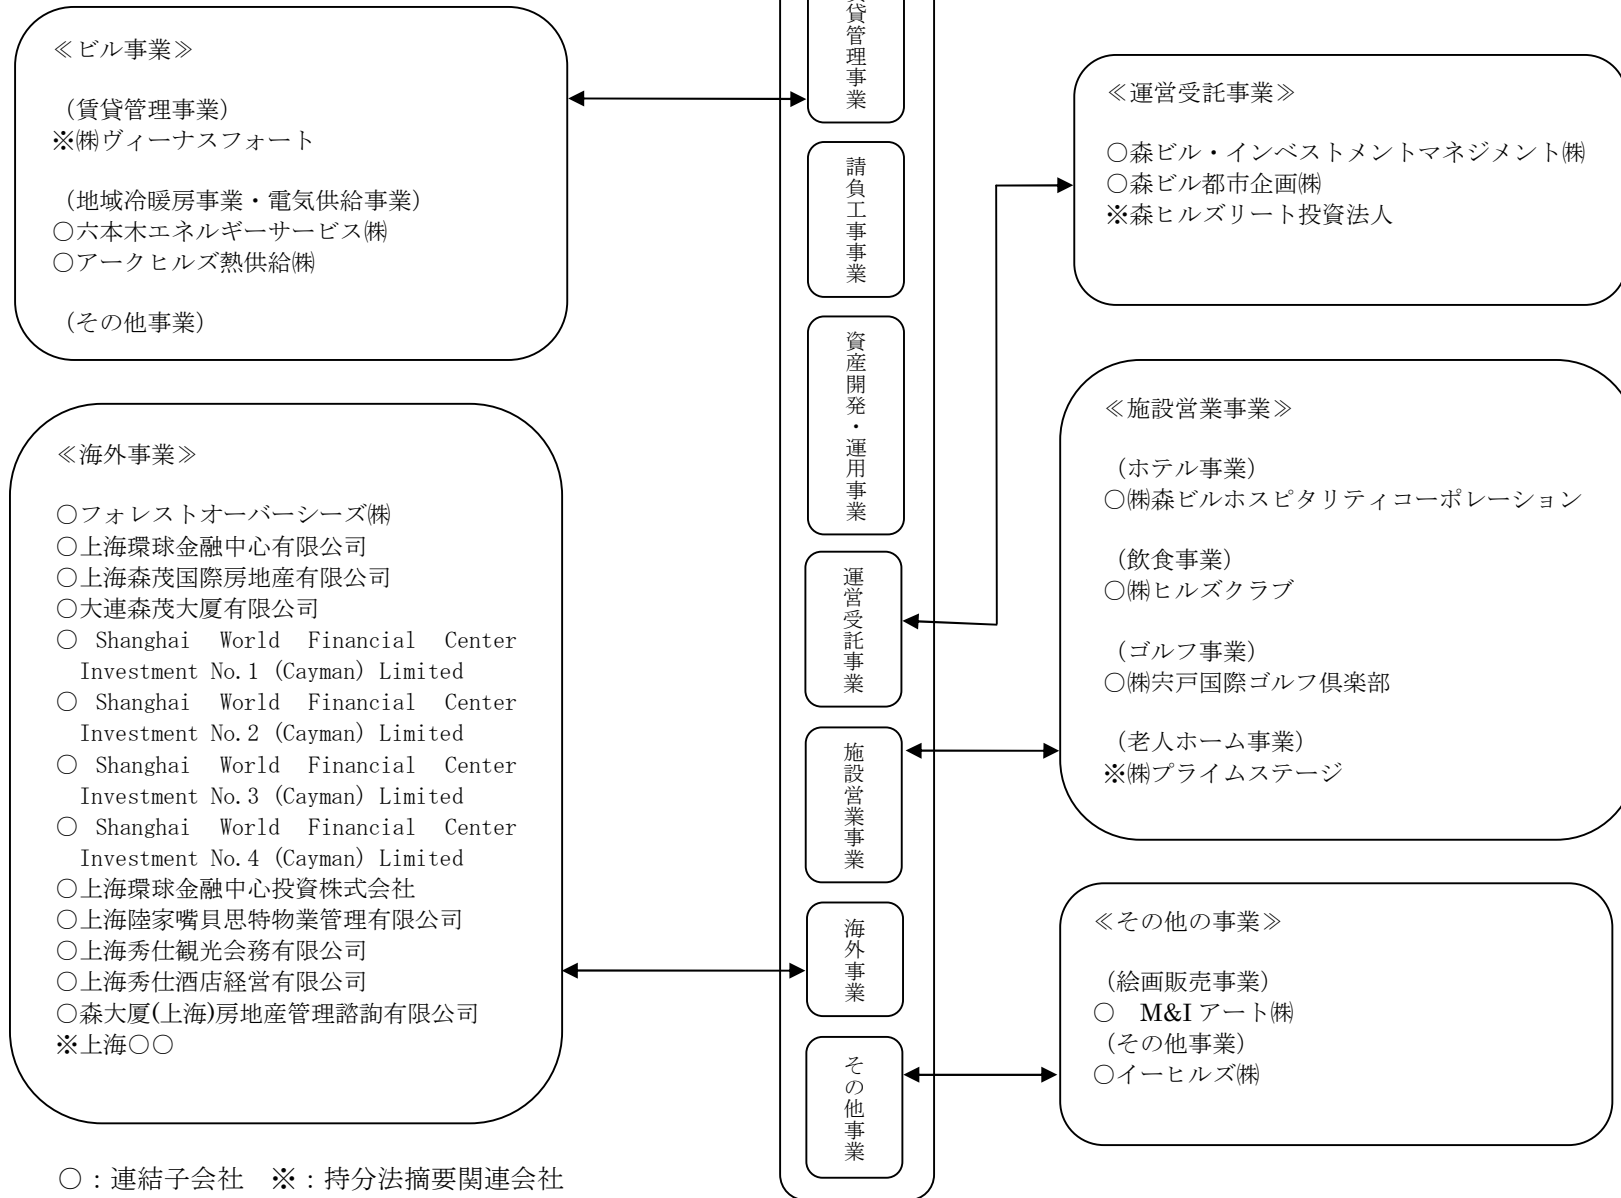 ≪ビル事業≫
（賃貸管理事業）
※㈱ヴィーナスフォート
（地域冷暖房事業・電気供給事業）
○六本木エネルギーサービス㈱
○アークヒルズ熱供給㈱
（その他事業）
≪海外事業≫
○フォレストオーバーシーズ㈱
○上海環球金融中心有限公司
○上海森茂国際房地産有限公司
○大連森茂大厦有限公司
○ Shanghai World Financial Center
Investment No.1 (Cayman) Limited
○ Shanghai World Financial Center
Investment No.2 (Cayman) Limited
○ Shanghai World Financial Center
Investment No.3 (Cayman) Limited
○ Shanghai World Financial Center
Investment No.4 (Cayman) Limited
○上海環球金融中心投資株式会社
○上海陸家嘴貝思特物業管理有限公司
○上海秀仕観光会務有限公司
○上海秀仕酒店経営有限公司
○森大厦(上海)房地産管理諮詢有限公司
※上海○○
貸管理事業
請負工事事業
資産開発・運用事業
運営受託事業
施設営業事業
海外事業
その他事業
≪運営受託事業≫
○森ビル・インベストメントマネジメント㈱
○森ビル都市企画㈱
※森ヒルズリート投資法人
≪施設営業事業≫
（ホテル事業）
○㈱森ビルホスピタリティコーポレーション
（飲食事業）
○㈱ヒルズクラブ
（ゴルフ事業）
○㈱宍戸国際ゴルフ倶楽部
（老人ホーム事業）
※㈱プライムステージ
≪その他の事業≫
（絵画販売事業）
○　M&I アート㈱
（その他事業）
○イーヒルズ㈱
○：連結子会社　※：持分法摘要関連会社